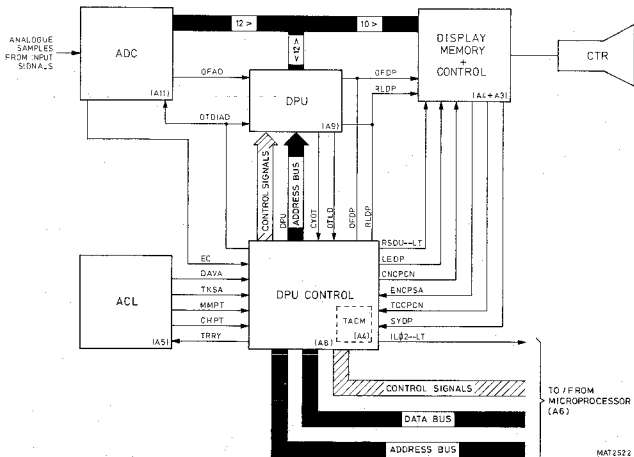 12 >
10 >
ANALOGUE
SAMPLES
FROM INPUT
SIGNALS
ADC
(A11)
12 >
<
DISPLAY
MEMORY
+
CONTROL
(A4+A3)
CTR
OFAD
OTDIAD
DPU
(A9)
OFDP
RLDP
CONTROL SIGNALS
DPU
ADDRESS BUS
CYOT
OTLD
OFDP
RLDP
EC
DAVA
TKSA
MMPT
CHPT
TRRY
ACL
(A5)
DPU CONTROL
TACM
(A4)
(A8)
RSDU--LT
LEDP
CNCPCN
ENCPSA
TCCPCN
SYDP
ILØ2--LT
CONTROL SIGNALS
DATA BUS
ADDRESS BUS
TO/FROM
MICROPROCESSOR
(A6)
MAT2522